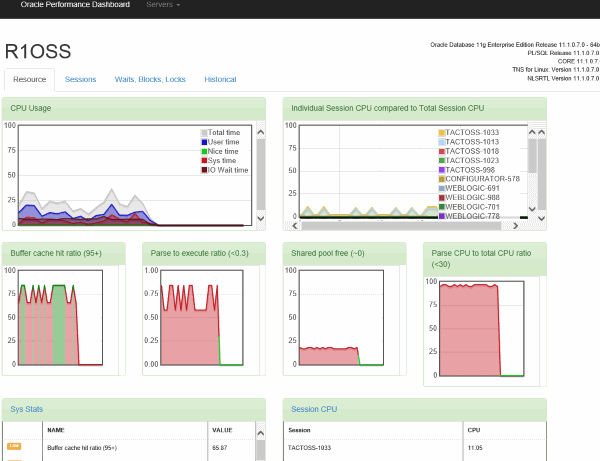 Oracle Performance Dashboard Servers
R1OSS
Oracle Database 11g Enterprise Edition Release 11.1.0.7.0 - 64b
PL/SQL Release 11.1.0.7.0
CORE 11.1.0.7.
TNS for Linux: Version 11.1.0.7.0
NLSRTL Version 11.1.0.7.0
Resource Sessions Waits, Blocks, Locks Historical
CPU Usage
100
75
50
25
0
Total time
User time
Nice time
Sys time
IO Wait time
Individual Session CPU compared to Total Session CPU
100
75
50
25
0
TACTOSS-1033
TACTOSS-1013
TACTOSS-1018
TACTOSS-1023
TACTOSS-998
CONFIGURATOR-578
WEBLOGIC-691
WEBLOGIC-988
WEBLOGIC-701
WEBLOGIC-778
Buffer cache hit ratio (95+)
100
75
50
25
0
Parse to execute ratio (<0.3)
1.00
0.75
0.50
0.25
0.00
Shared pool free (~0)
100
75
50
25
0
Parse CPU to total CPU ratio
(<30)
100
75
50
25
0
Sys Stats
NAME VALUE
Buffer cache hit ratio (95+) 65.87
Session CPU
Session CPU
TACTOSS-1033 11.05